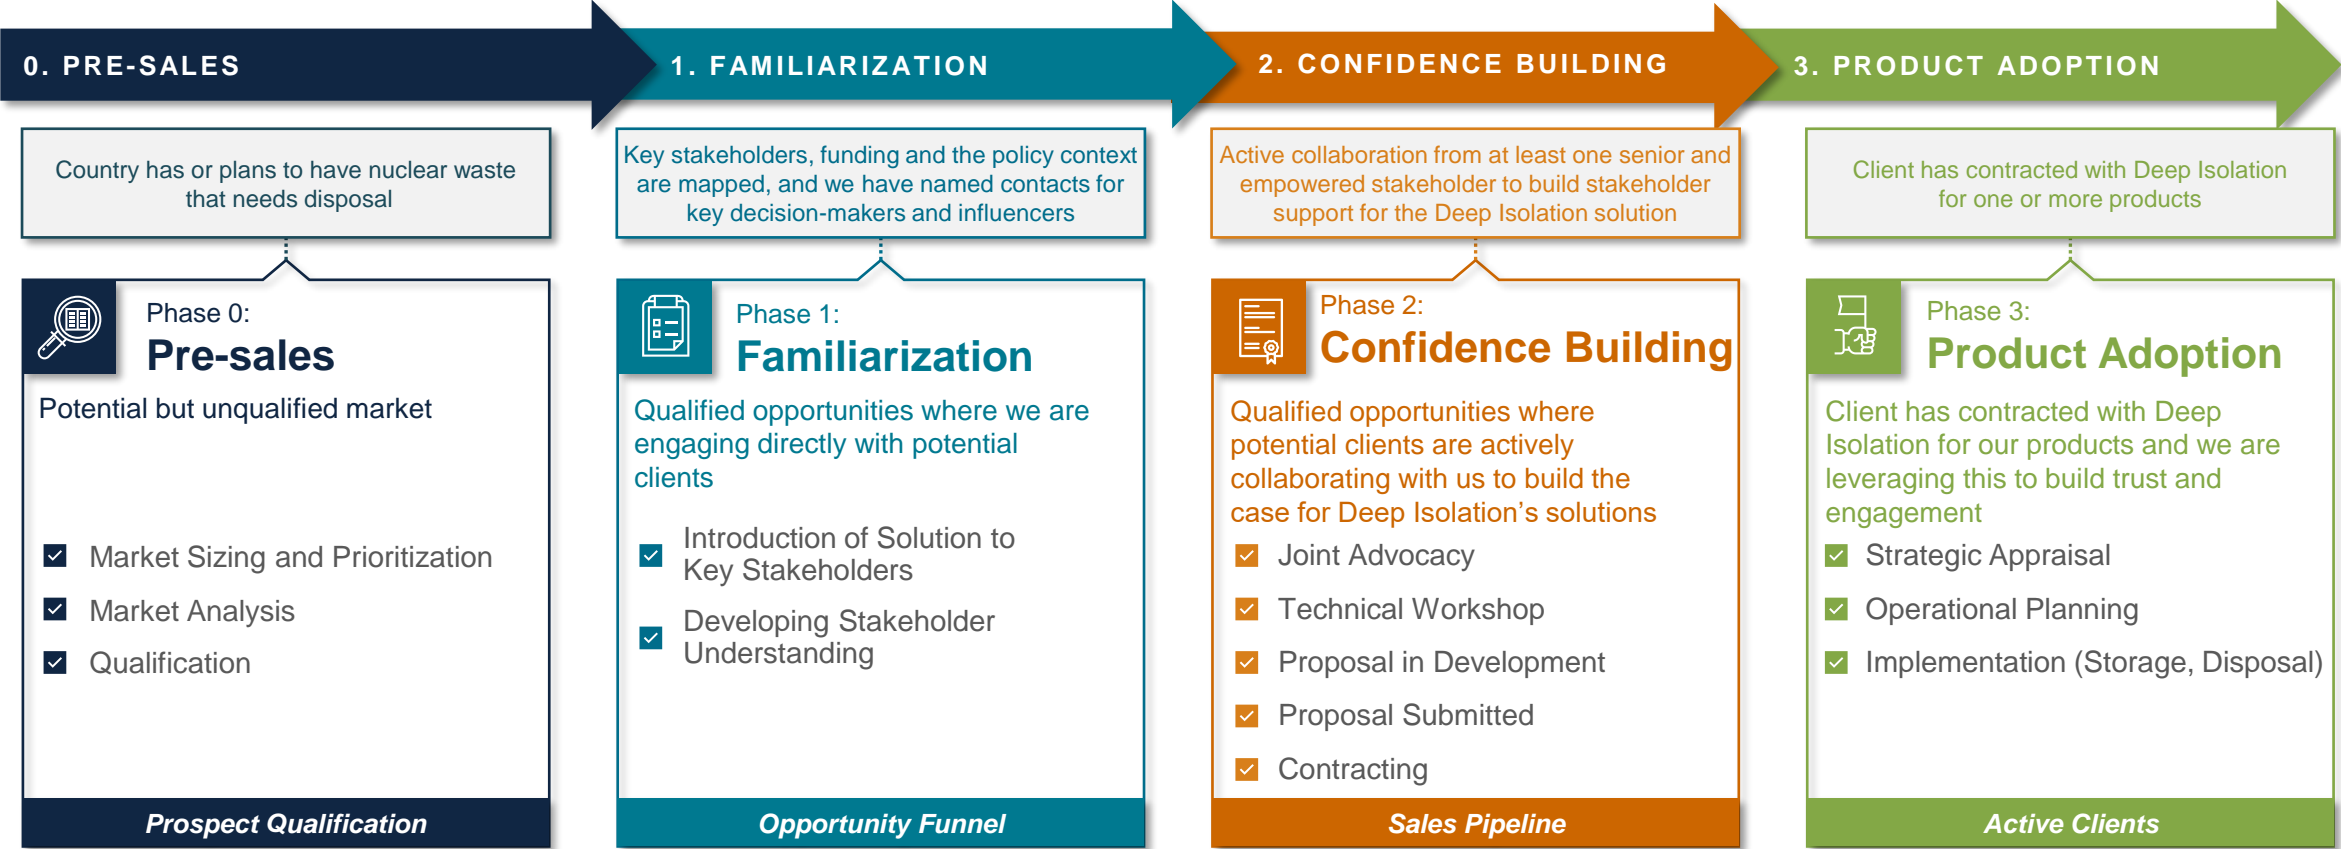 0. PRE-SALES
1. FAMILIARIZATION
2. CONFIDENCE BUILDING
3. PRODUCT ADOPTION
Country has or plans to have nuclear waste
that needs disposal
Key stakeholders, funding and the policy context
are mapped, and we have named contacts for
key decision-makers and influencers
Active collaboration from at least one senior and
empowered stakeholder to build stakeholder
support for the Deep Isolation solution
Client has contracted with Deep Isolation
for one or more products
Phase 0:
Pre-sales
Potential but unqualified market
Market Sizing and Prioritization
Market Analysis
Qualification
Prospect Qualification
Phase 1:
Familiarization
Qualified opportunities where we are
engaging directly with potential
clients
Introduction of Solution to
Key Stakeholders
Developing Stakeholder
Understanding
Opportunity Funnel
Phase 2:
Confidence Building
Qualified opportunities where
potential clients are actively
collaborating with us to build the
case for Deep Isolation’s solutions
Joint Advocacy
Technical Workshop
Proposal in Development
Proposal Submitted
Contracting
Sales Pipeline
Phase 3:
Product Adoption
Client has contracted with Deep
Isolation for our products and we are
leveraging this to build trust and
engagement
Strategic Appraisal
Operational Planning
Implementation (Storage, Disposal)
Active Clients